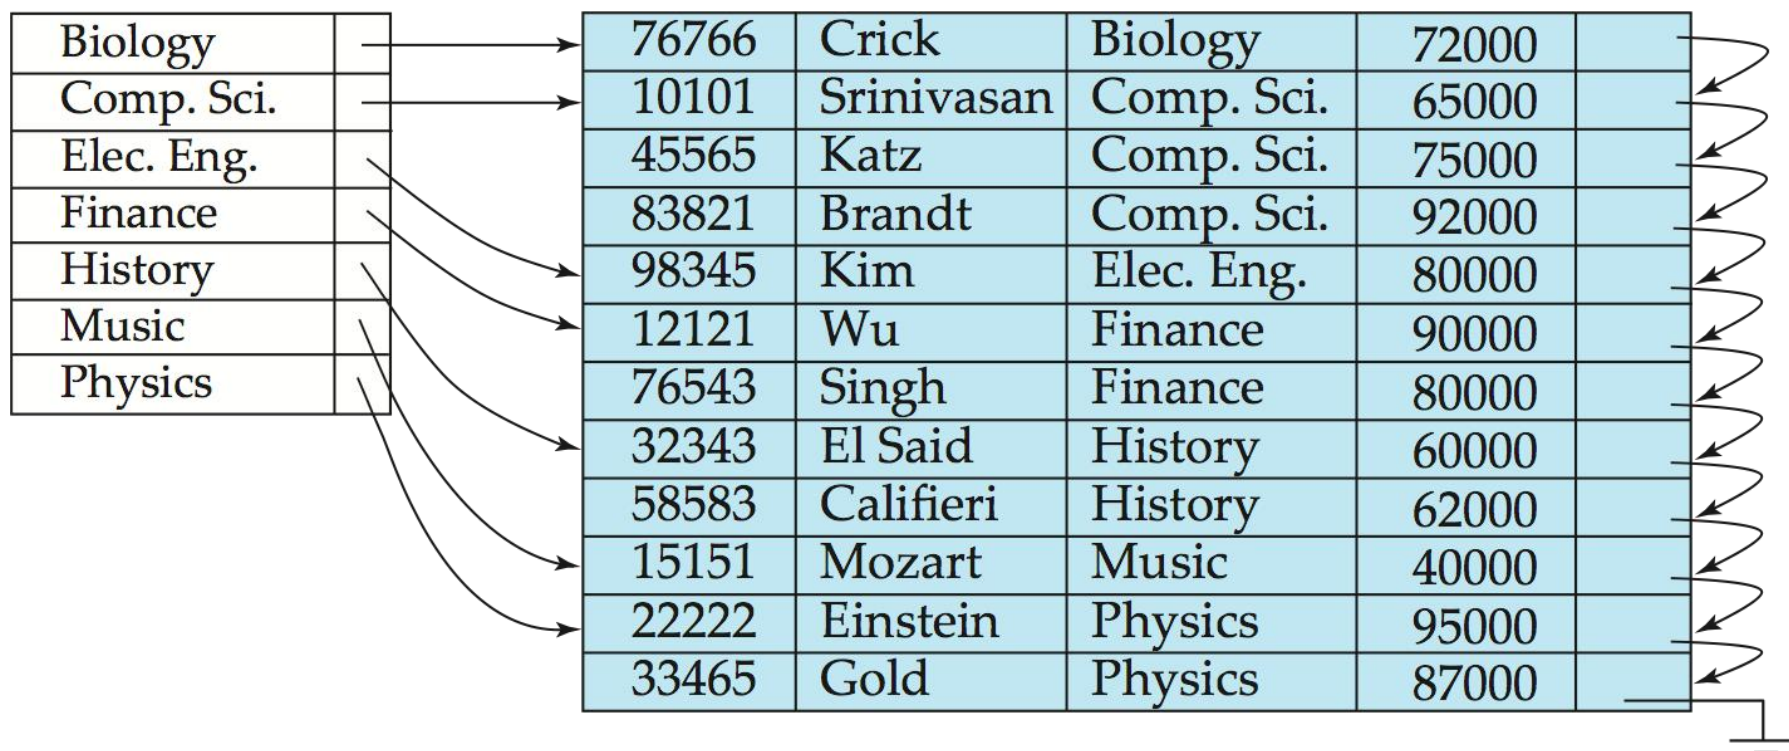 Biology
Comp. Sci.
Elec. Eng.
Finance
History
Music
Physics
76766 Crick Biology 72000
10101 Srinivasan Comp. Sci. 65000
45565 Katz Comp. Sci. 75000
83821 Brandt Comp. Sci. 92000
98345 Kim Elec. Eng. 80000
12121 Wu Finance 90000
76543 Singh Finance 80000
32343 El Said History 60000
58583 Califieri History 62000
15151 Mozart Music 40000
22222 Einstein Physics 95000
33465 Gold Physics 87000